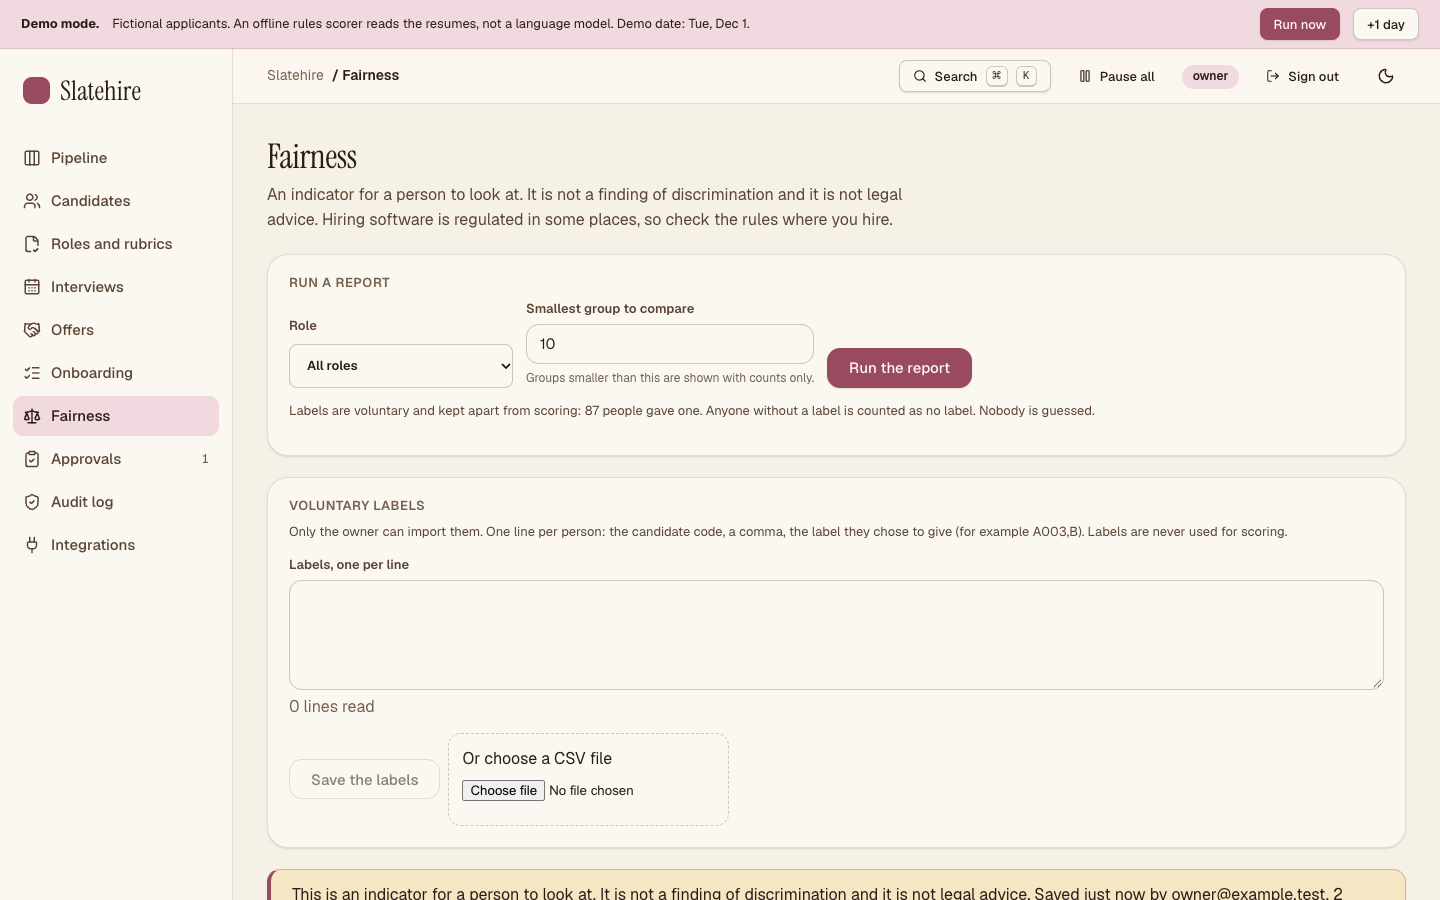 Demo mode. Fictional applicants. An offline rules scorer reads the resumes, not a language model. Demo date: Tue, Dec 1.
Run now
+1 day
Slatehire
Slatehire / Fairness
Search ⌘ K
Pause all
owner
Sign out
Pipeline
Candidates
Roles and rubrics
Interviews
Offers
Onboarding
Fairness
Approvals 1
Audit log
Integrations
Fairness
An indicator for a person to look at. It is not a finding of discrimination and it is not legal
advice. Hiring software is regulated in some places, so check the rules where you hire.
RUN A REPORT
Role
All roles
Smallest group to compare
10
Groups smaller than this are shown with counts only.
Run the report
Labels are voluntary and kept apart from scoring: 87 people gave one. Anyone without a label is counted as no label. Nobody is guessed.
VOLUNTARY LABELS
Only the owner can import them. One line per person: the candidate code, a comma, the label they chose to give (for example A003,B). Labels are never used for scoring.
Labels, one per line
0 lines read
Save the labels
Or choose a CSV file
Choose file No file chosen
This is an indicator for a person to look at. It is not a finding of discrimination and it is not legal advice. Saved just now by owner@example.test. 2